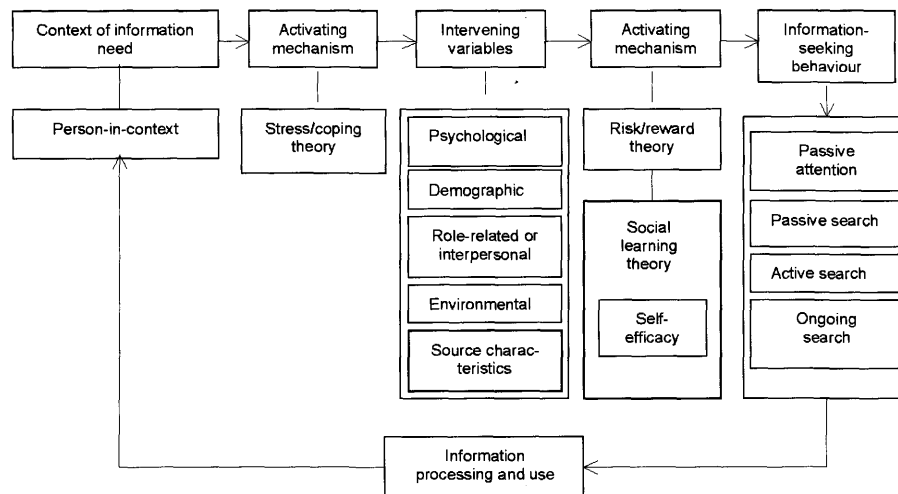 Context of information
need
Activating
mechanism
Intervening
variables
Activating
mechanism
Information-
seeking
behaviour
Person-in-context
Stress/coping
theory
Psychological
Demographic
Role-related or
interpersonal
Environmental
Source charac-
teristics
Risk/reward
theory
Social
learning
theory
Self-
efficacy
Passive
attention
Passive search
Active search
Ongoing
search
Information
processing and use